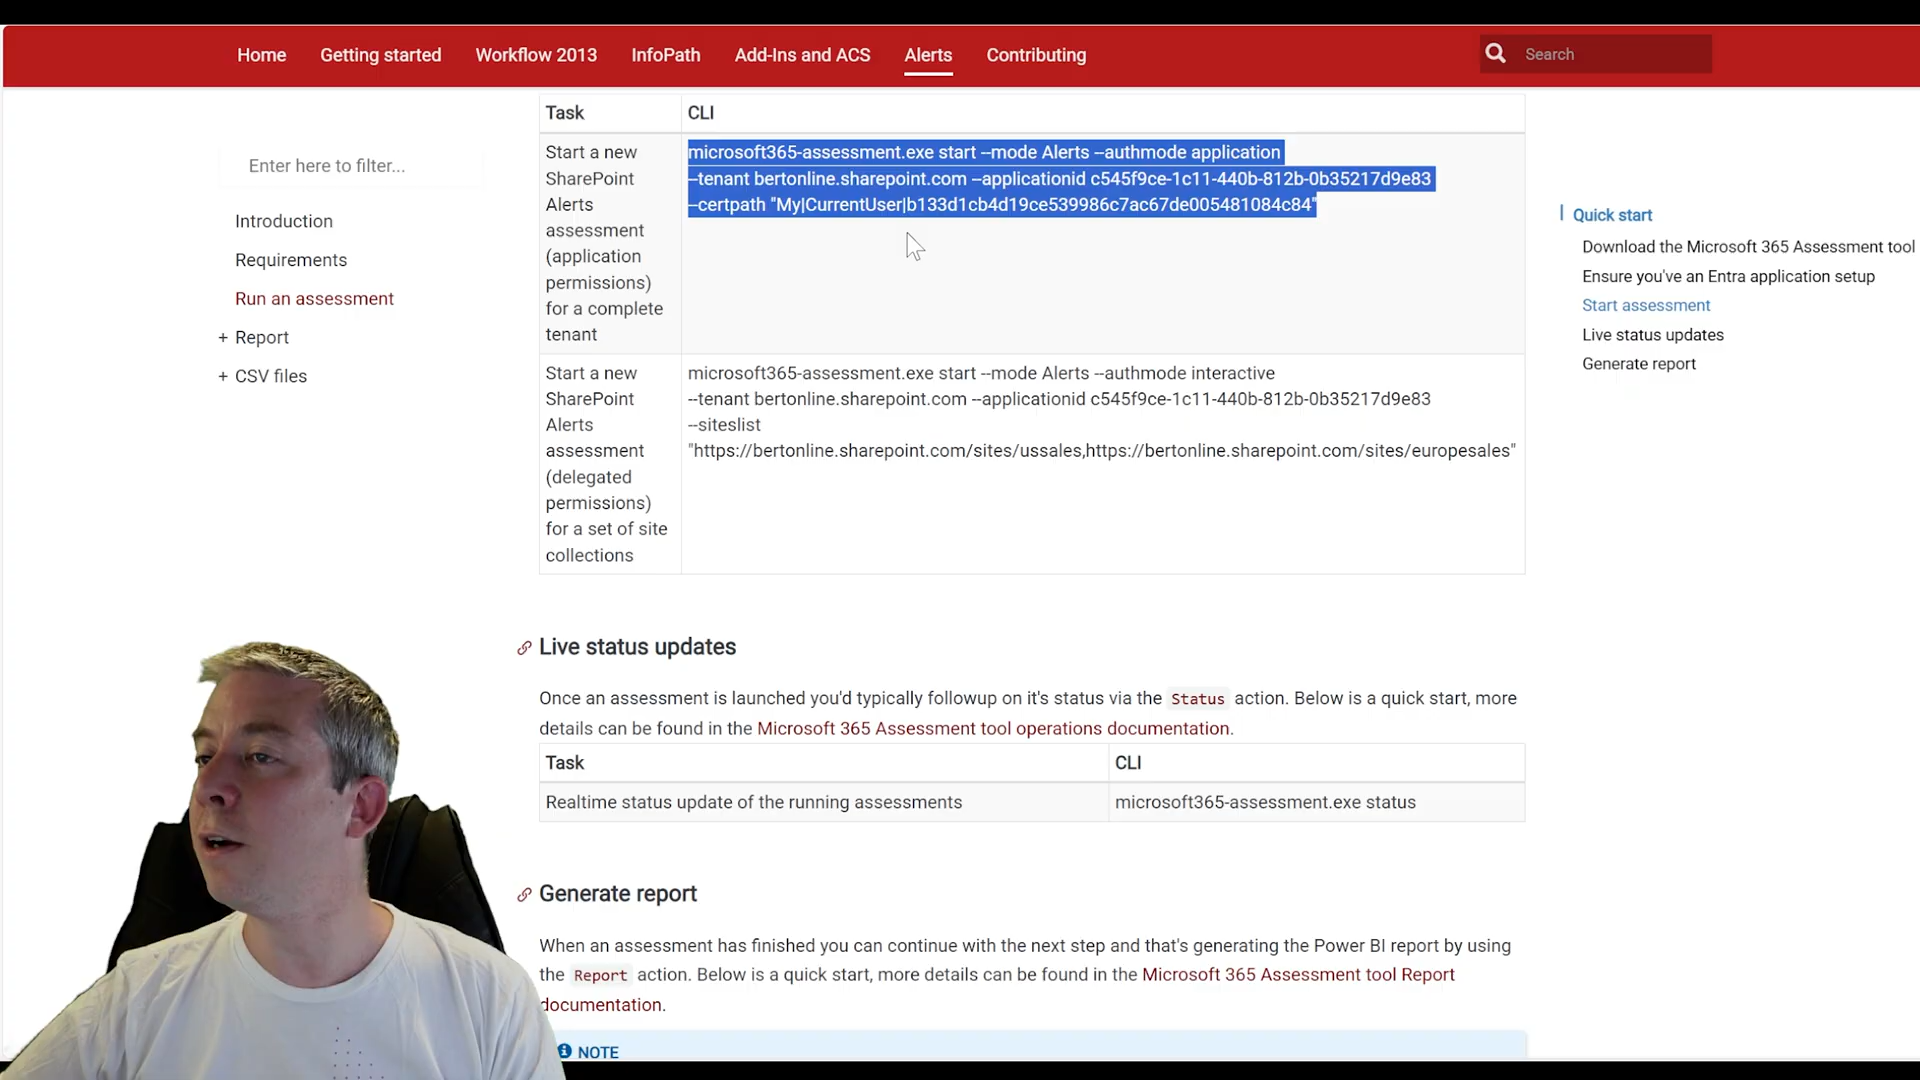 Home Getting started Workflow 2013 InfoPath Add-Ins and ACS Alerts Contributing Search
Enter here to filter...
Introduction
Requirements
Run an assessment
+ Report
+ CSV files
Task CLI
Start a new
SharePoint
Alerts
assessment
(application
permissions)
for a complete
tenant
microsoft365-assessment.exe start --mode Alerts --authmode application
--tenant bertonline.sharepoint.com --applicationid c545f9ce-1c11-440b-812b-0b35217d9e83
--certpath "My|CurrentUser|b133d1cb4d19ce539986c7ac67de005481084c84"
Start a new
SharePoint
Alerts
assessment
(delegated
permissions)
for a set of site
collections
microsoft365-assessment.exe start --mode Alerts --authmode interactive
--tenant bertonline.sharepoint.com --applicationid c545f9ce-1c11-440b-812b-0b35217d9e83
--siteslist
"https://bertonline.sharepoint.com/sites/ussales,https://bertonline.sharepoint.com/sites/europesales"
Live status updates
Once an assessment is launched you'd typically followup on it's status via the Status action. Below is a quick start, more
details can be found in the Microsoft 365 Assessment tool operations documentation.
Task CLI
Realtime status update of the running assessments microsoft365-assessment.exe status
Generate report
When an assessment has finished you can continue with the next step and that's generating the Power BI report by using
the Report action. Below is a quick start, more details can be found in the Microsoft 365 Assessment tool Report
documentation.
NOTE
Quick start
Download the Microsoft 365 Assessment tool
Ensure you've an Entra application setup
Start assessment
Live status updates
Generate report